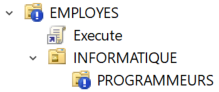 EMPLOYES
Execute
INFORMATIQUE
PROGRAMMEURS